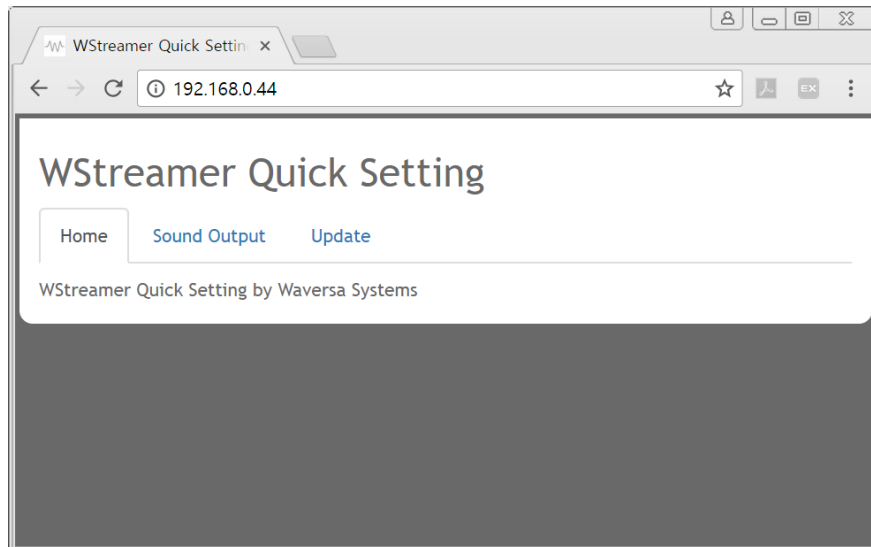 WStreamer Quick Settin
192.168.0.44
EX
WStreamer Quick Setting
Home Sound Output Update
WStreamer Quick Setting by Waversa Systems